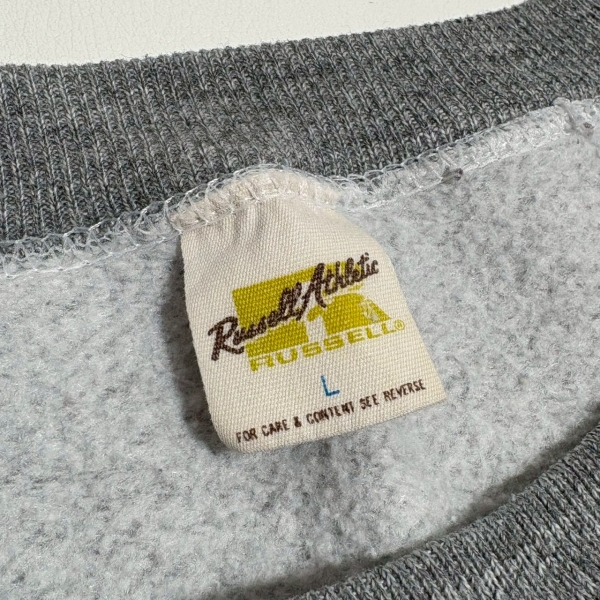 Russell Athletic
RUSSELL®
L
FOR CARE & CONTENT SEE REVERSE